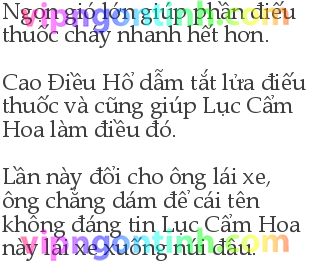 Ngọn gió lớn giúp phần điếu
thuốc cháy nhanh hết hơn.
Cao Điều Hổ dẫm tắt lửa điếu
thuốc và cũng giúp Lục Cẩm
Hoa làm điều đó.
Lần này đổi cho ông lái xe,
ông chẳng dám để cái tên
không đáng tin Lục Cẩm Hoa
này lái xe xuống núi đâu.
vipngontinh.com
vipngontinh.com